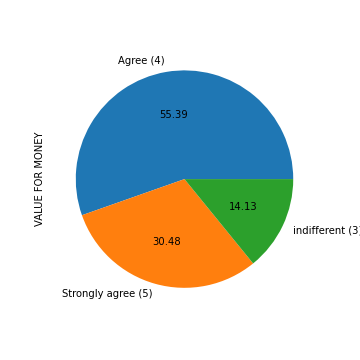 Agree (4)
55.39
VALUE FOR MONEY
14.13
indifferent (3)
30.48
Strongly agree (5)